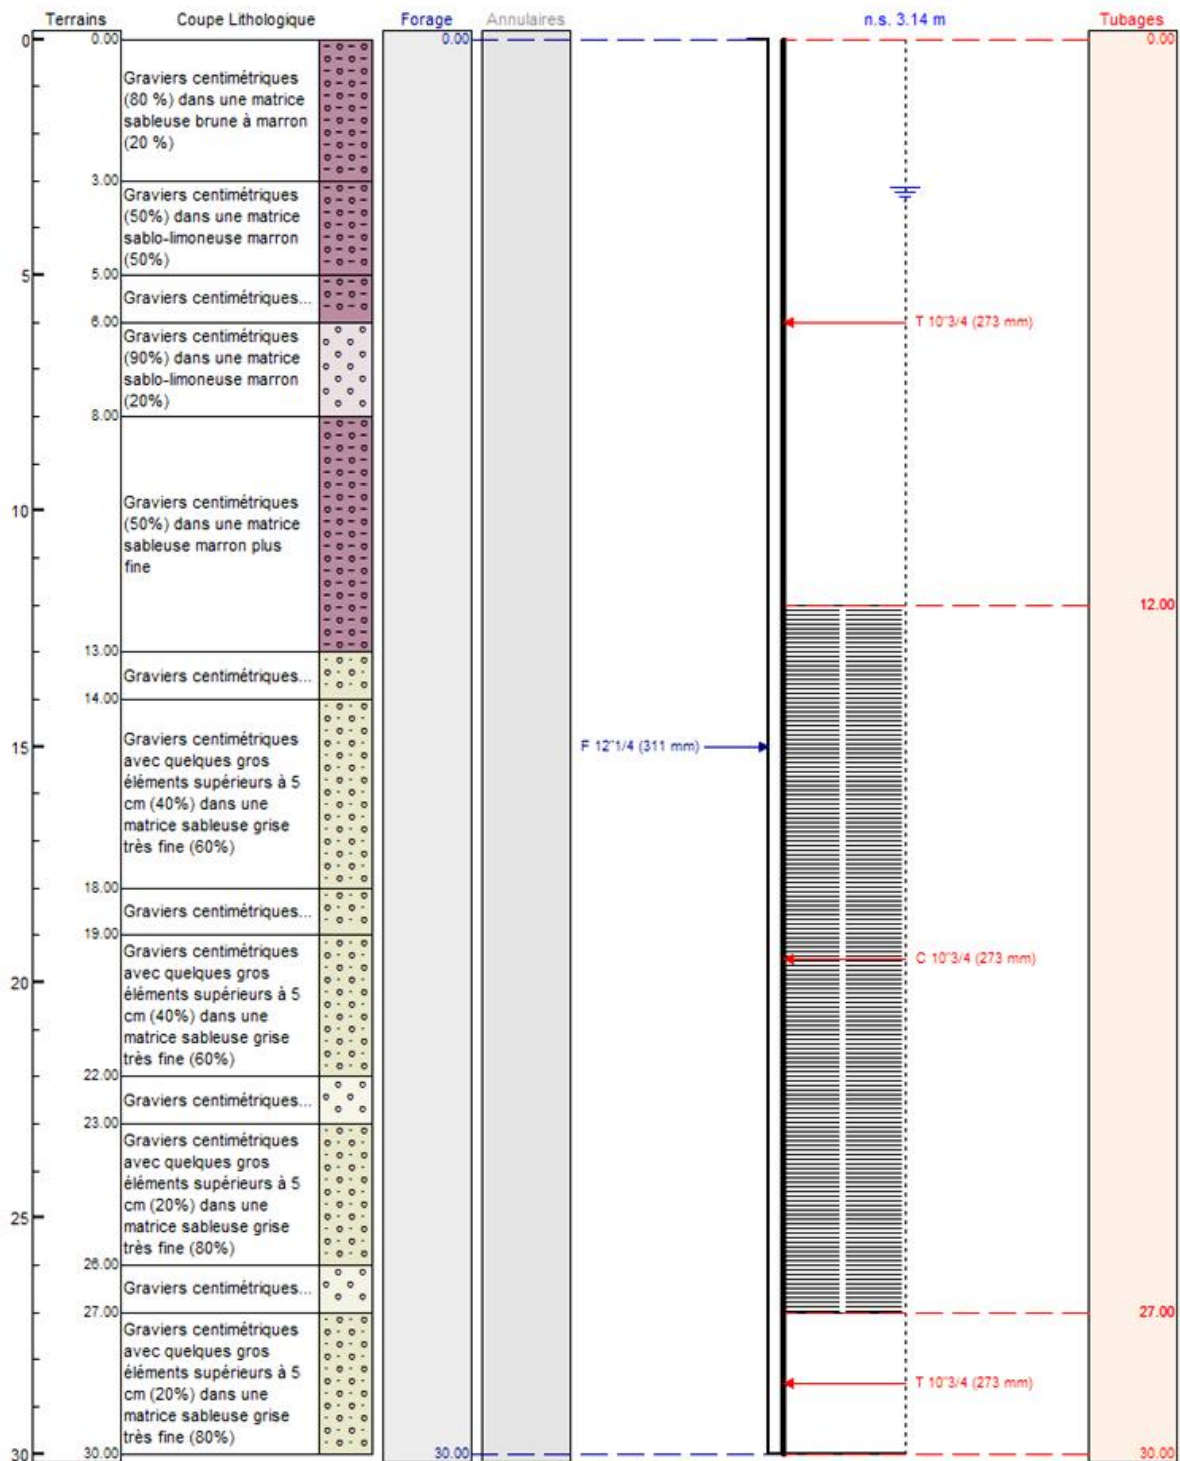 Terrains Coupe Lithologique Forage Annulaires n.s. 3.14 m Tubages
0 0.00 0.00 0.00
Graviers centimétriques
(80 %) dans une matrice
sableuse brune à marron
(20 %)
3.00
Graviers centimétriques
(50%) dans une matrice
sablo-limoneuse marron
(50%)
5 5.00
Graviers centimétriques...
6.00 T 10"3/4 (273 mm)
Graviers centimétriques
(90%) dans une matrice
sablo-limoneuse marron
(20%)
8.00
Graviers centimétriques
10
(50%) dans une matrice
sableuse marron plus
fine
12.00
13.00
Graviers centimétriques...
14.00
Graviers centimétriques
15 F 12"1/4 (311 mm)
avec quelques gros
éléments supérieurs à 5
cm (40%) dans une
matrice sableuse grise
très fine (60%)
18.00
Graviers centimétriques...
19.00
Graviers centimétriques
C 10"3/4 (273 mm)
avec quelques gros
20
éléments supérieurs à 5
cm (40%) dans une
matrice sableuse grise
très fine (60%)
22.00
Graviers centimétriques...
23.00
Graviers centimétriques
avec quelques gros
éléments supérieurs à 5
cm (20%) dans une
25
matrice sableuse grise
très fine (80%)
26.00
Graviers centimétriques...
27.00 27.00
Graviers centimétriques
avec quelques gros
éléments supérieurs à 5
T 10"3/4 (273 mm)
cm (20%) dans une
matrice sableuse grise
très fine (80%)
30 30.00 30.00 30.00